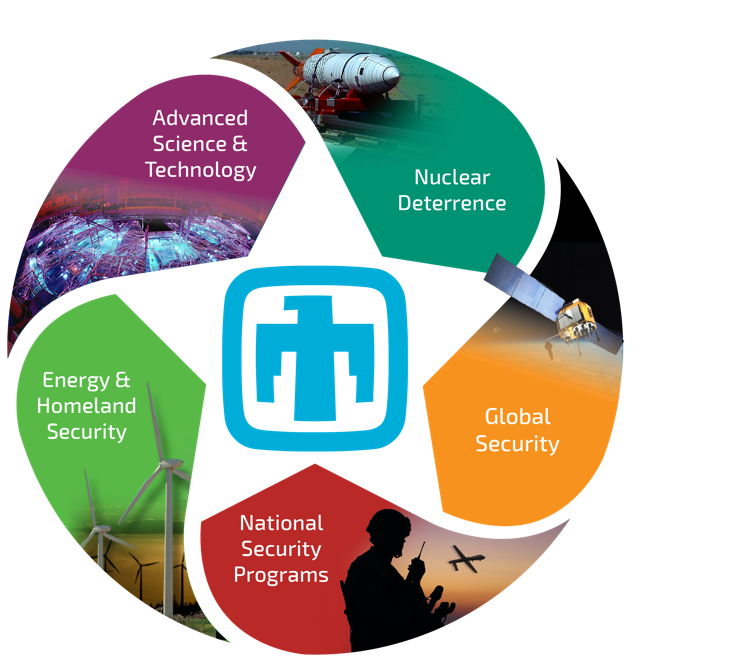 Advanced
Science &
Technology
Nuclear
Deterrence
Global
Security
National
Security
Programs
Energy &
Homeland
Security